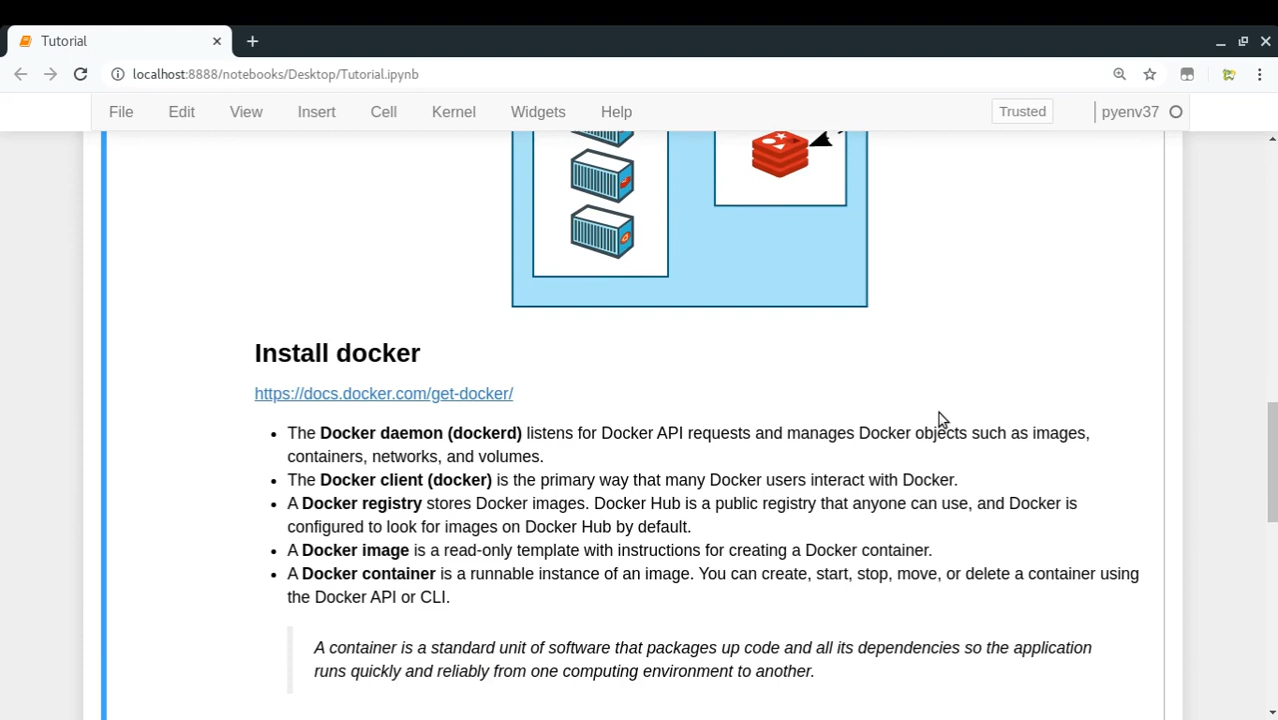 Tutorial
localhost:8888/notebooks/Desktop/Tutorial.ipynb
File Edit View Insert Cell Kernel Widgets Help Trusted pyenv37
Install docker
https://docs.docker.com/get-docker/
• The Docker daemon (dockerd) listens for Docker API requests and manages Docker objects such as images,
containers, networks, and volumes.
• The Docker client (docker) is the primary way that many Docker users interact with Docker.
• A Docker registry stores Docker images. Docker Hub is a public registry that anyone can use, and Docker is
configured to look for images on Docker Hub by default.
• A Docker image is a read-only template with instructions for creating a Docker container.
• A Docker container is a runnable instance of an image. You can create, start, stop, move, or delete a container using
the Docker API or CLI.
A container is a standard unit of software that packages up code and all its dependencies so the application
runs quickly and reliably from one computing environment to another.